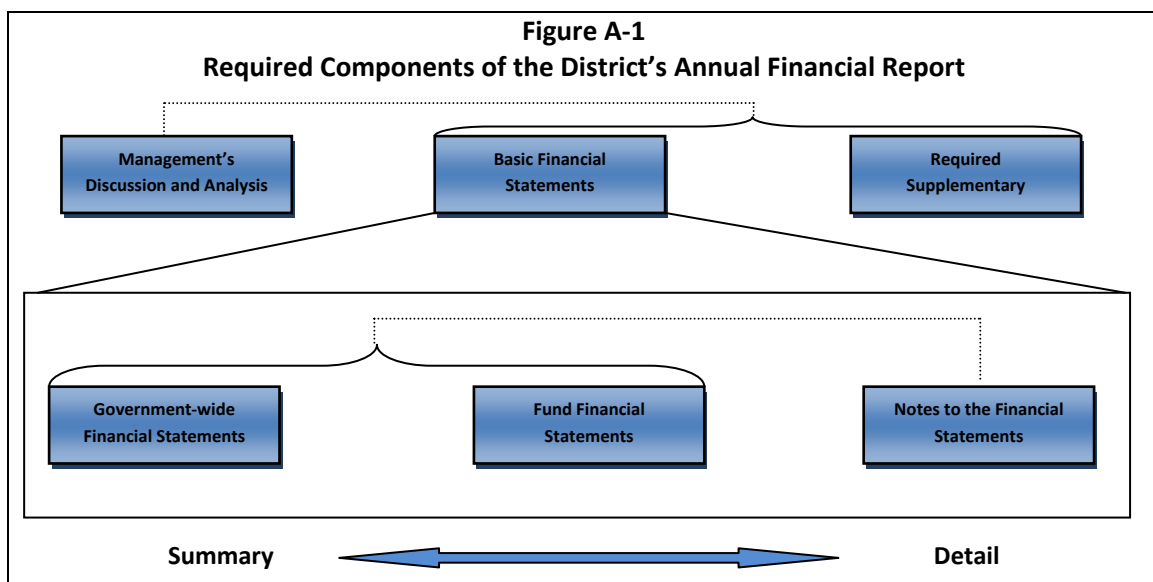 Figure A-1
Required Components of the District’s Annual Financial Report
Management’s
Discussion and Analysis
Basic Financial
Statements
Required
Supplementary
Government-wide
Financial Statements
Fund Financial
Statements
Notes to the Financial
Statements
Summary
Detail